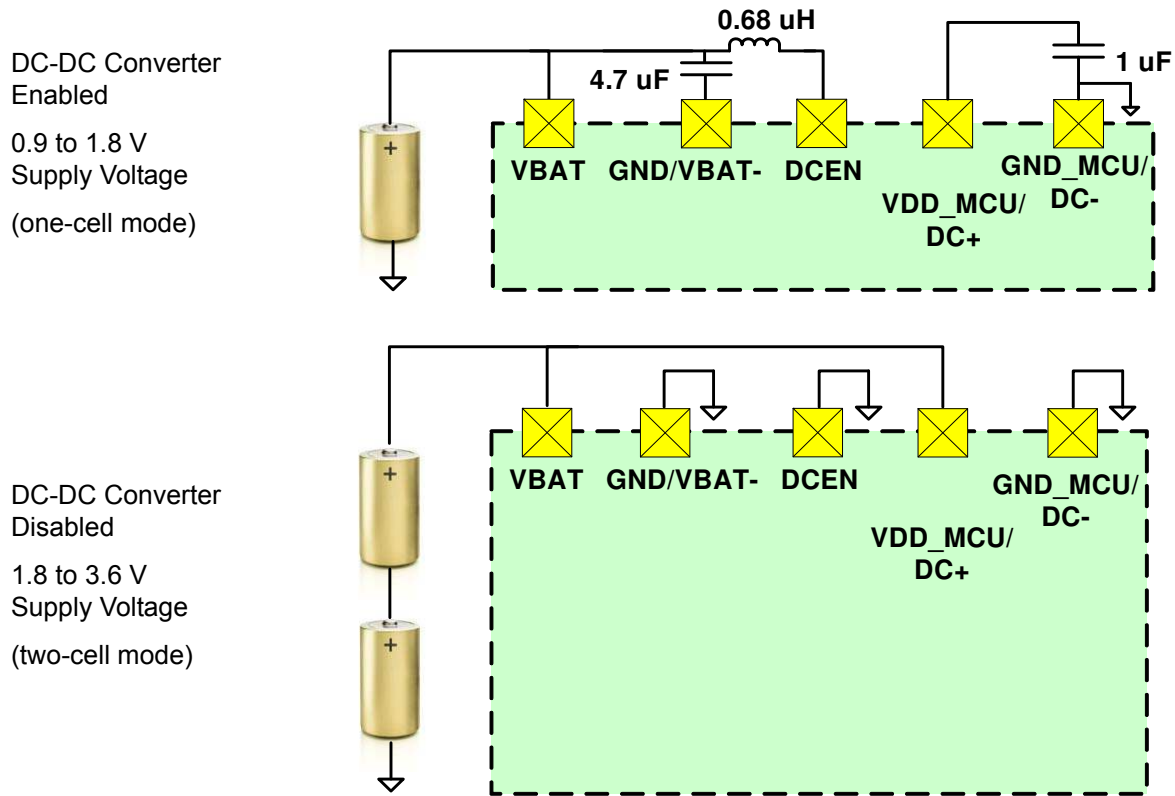 DC-DC Converter
Enabled
0.9 to 1.8 V
Supply Voltage
(one-cell mode)
0.68 uH
4.7 uF
1 uF
+
VBAT
GND/VBAT-
DCEN
VDD_MCU/
DC+
GND_MCU/
DC-
DC-DC Converter
Disabled
1.8 to 3.6 V
Supply Voltage
(two-cell mode)
+
+
VBAT
GND/VBAT-
DCEN
VDD_MCU/
DC+
GND_MCU/
DC-